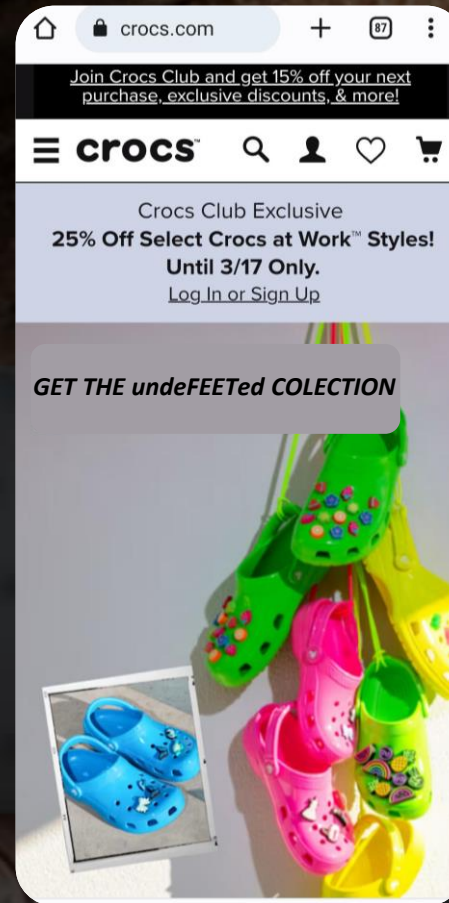 crocs.com
87
Join Crocs Club and get 15% off your next
purchase, exclusive discounts, & more!
crocs™
Crocs Club Exclusive
25% Off Select Crocs at Work™ Styles!
Until 3/17 Only.
Log In or Sign Up
GET THE undeFEETed COLECTION